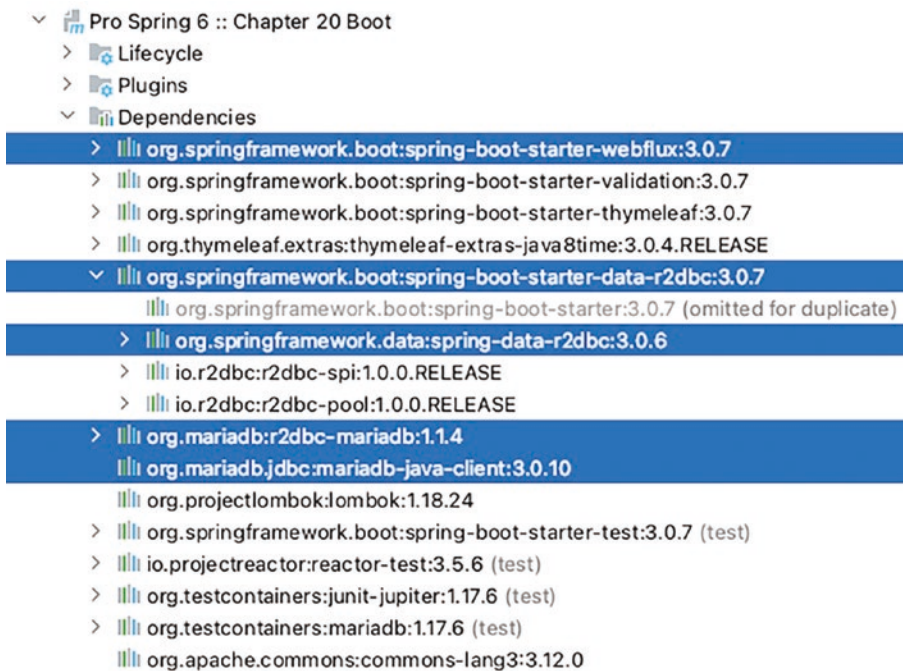 Pro Spring 6 :: Chapter 20 Boot
Lifecycle
Plugins
Dependencies
org.springframework.boot:spring-boot-starter-webflux:3.0.7
org.springframework.boot:spring-boot-starter-validation:3.0.7
org.springframework.boot:spring-boot-starter-thymeleaf:3.0.7
org.thymeleaf.extras:thymeleaf-extras-java8time:3.0.4.RELEASE
org.springframework.boot:spring-boot-starter-data-r2dbc:3.0.7
org.springframework.boot:spring-boot-starter:3.0.7 (omitted for duplicate)
org.springframework.data:spring-data-r2dbc:3.0.6
io.r2dbc:r2dbc-spi:1.0.0.RELEASE
io.r2dbc:r2dbc-pool:1.0.0.RELEASE
org.mariadb:r2dbc-mariadb:1.1.4
org.mariadb.jdbc:mariadb-java-client:3.0.10
org.projectlombok:lombok:1.18.24
org.springframework.boot:spring-boot-starter-test:3.0.7 (test)
io.projectreactor:reactor-test:3.5.6 (test)
org.testcontainers:junit-jupiter:1.17.6 (test)
org.testcontainers:mariadb:1.17.6 (test)
org.apache.commons:commons-lang3:3.12.0